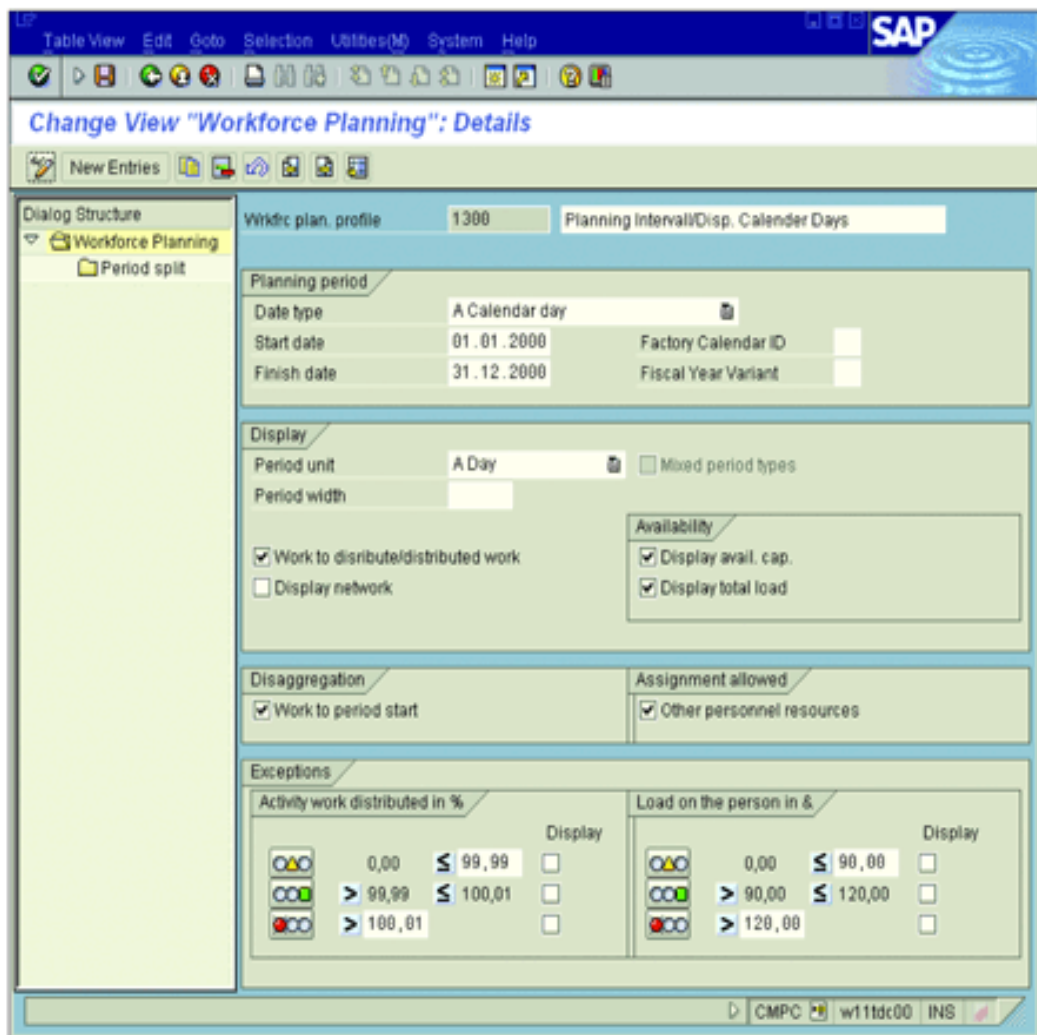 Table View Edit Goto Selection Utilities(M) System Help
SAP
Change View "Workforce Planning": Details
New Entries
Dialog Structure
Workforce Planning
Period split
Wrkfrc plan. profile 1300 Planning Intervall/Disp. Calender Days
Planning period
Date type A Calendar day
Start date 01.01.2000 Factory Calendar ID
Finish date 31.12.2000 Fiscal Year Variant
Display
Period unit A Day Mixed period types
Period width
Availability
Work to disribute/distributed work Display avail. cap.
Display network Display total load
Disaggregation Assignment allowed
Work to period start Other personnel resources
Exceptions
Activity work distributed in % Load on the person in &
Display Display
0,00 ≤ 99,99 0,00 ≤ 90,00
> 99,99 ≤ 100,01 > 90,00 ≤ 120,00
> 100,01 > 120,00
CMPC w11tdc00 INS